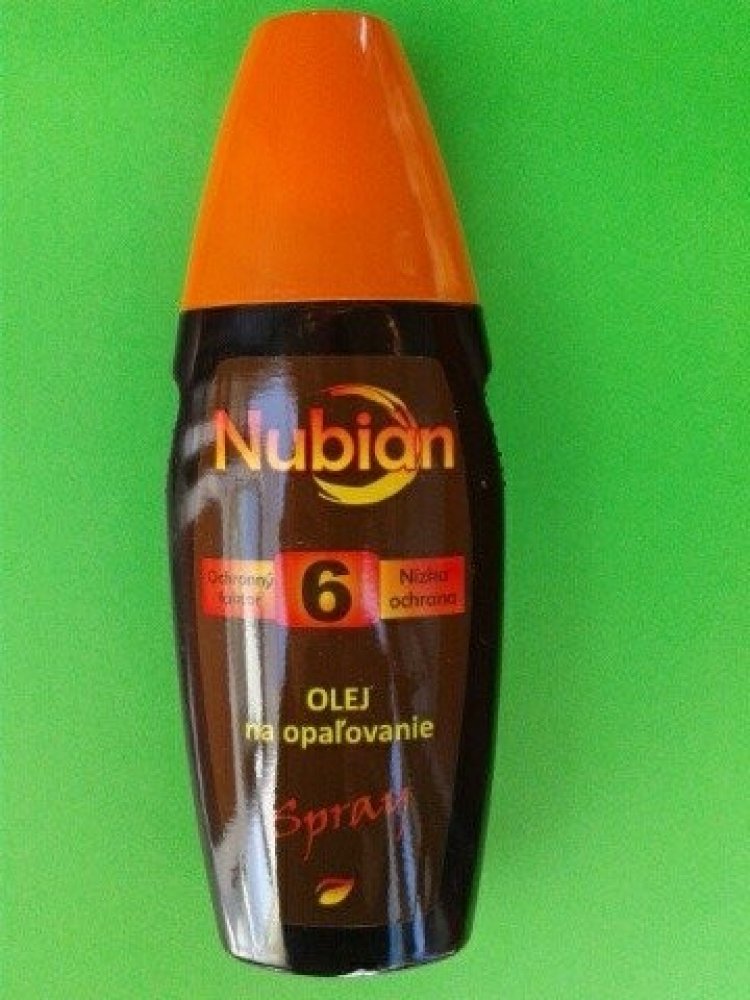 Nubian
Ochranný
faktor
6
Nízka
ochrana
OLEJ
na opaľovanie
Spray